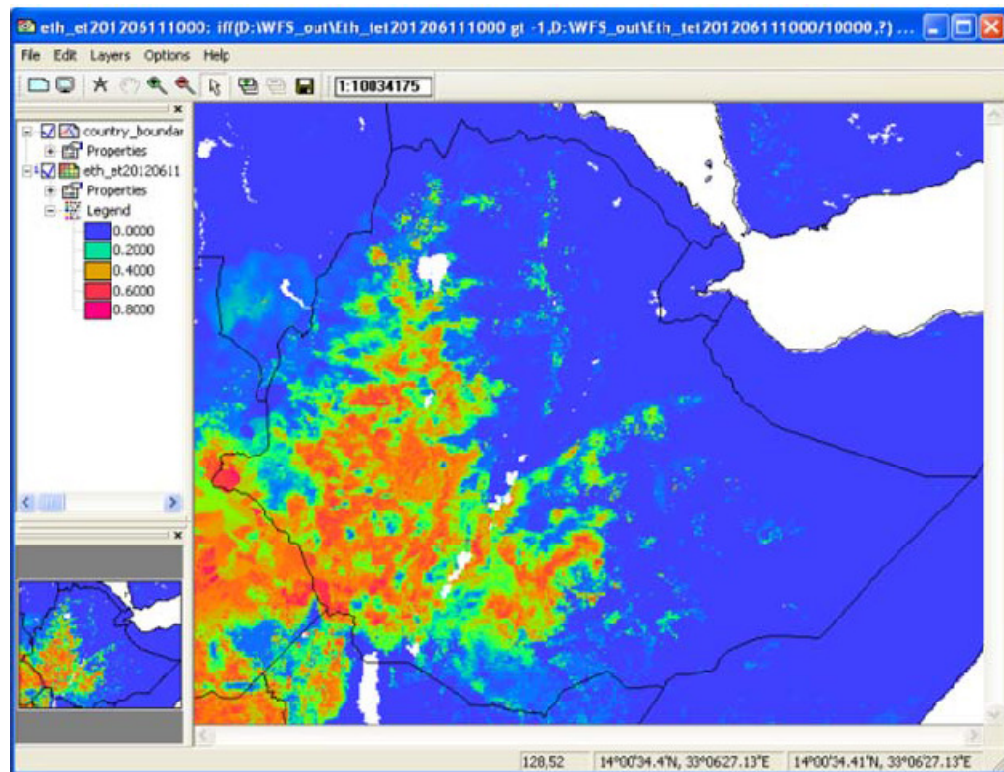 eth_et201205111000: iff(D:\WFS_out\Eth_tet201206111000 gt -1,D:\WFS_out\Eth_tet201206111000/10000,?) ...
File Edit Layers Options Help
1:10034175
country_boundar
Properties
eth_et20120611
Properties
Legend
0.0000
0.2000
0.4000
0.6000
0.8000
128,52 14°00'34.4"N, 33°06'27.13"E 14°00'34.41"N, 33°06'27.13"E